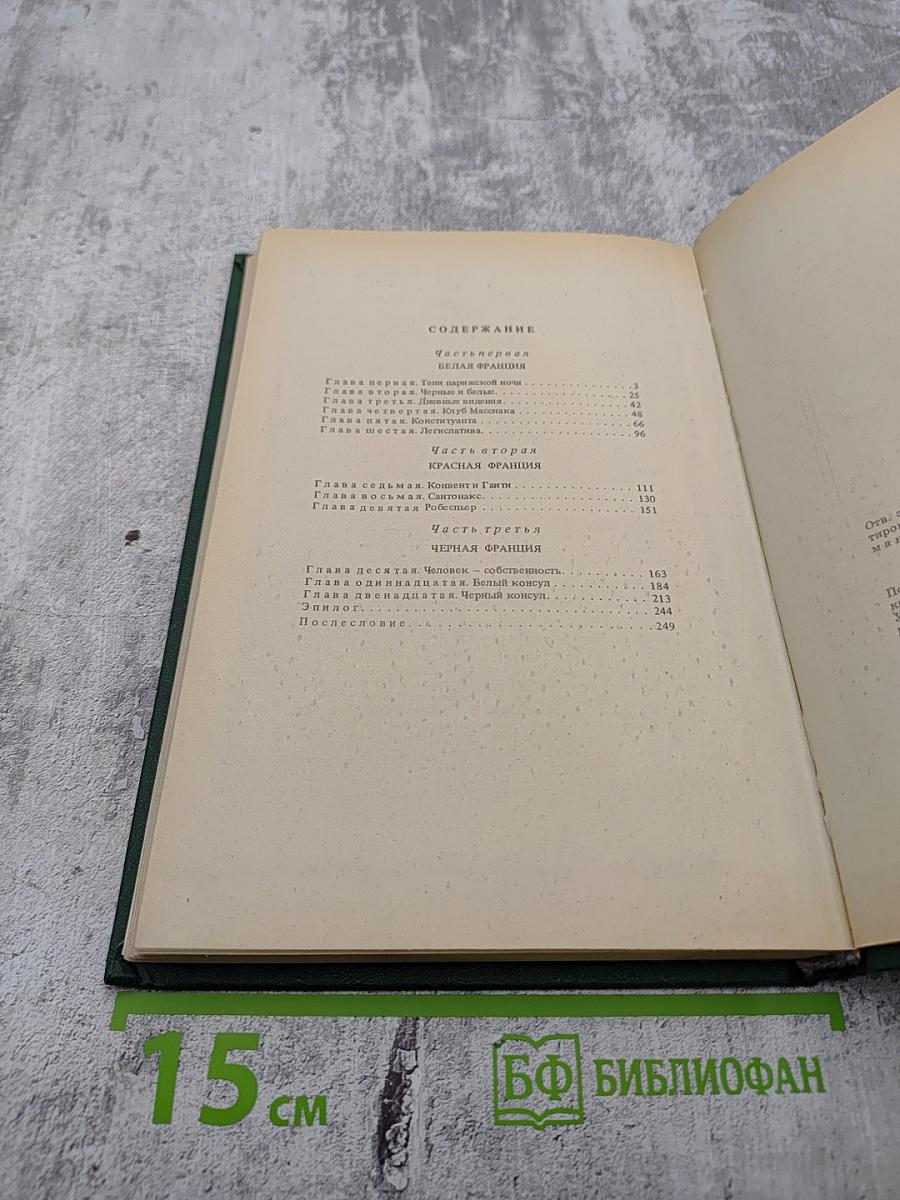 СОДЕРЖАНИЕ
Часть первая
БЕЛАЯ ФРАНЦИЯ
Глава первая. Тени парижской ночи . . . . . . . . . . . . . . 3
Глава вторая. Черные и белые. . . . . . . . . . . . . . . . . 25
Глава третья. Дневные видения . . . . . . . . . . . . . . . . 42
Глава четвертая. Клуб Массиака . . . . . . . . . . . . . . . 48
Глава пятая. Конституанта . . . . . . . . . . . . . . . . . . 66
Глава шестая. Легислатива. . . . . . . . . . . . . . . . . . 96
Часть вторая
КРАСНАЯ ФРАНЦИЯ
Глава седьмая. Конвент и Гаити . . . . . . . . . . . . . . . 111
Глава восьмая. Сантонакс. . . . . . . . . . . . . . . . . . . 130
Глава девятая Робеспьер . . . . . . . . . . . . . . . . . . . 151
Часть третья
ЧЕРНАЯ ФРАНЦИЯ
Глава десятая. Человек — собственность. . . . . . . . . . 163
Глава одиннадцатая. Белый консул . . . . . . . . . . . . 184
Глава двенадцатая. Черный консул. . . . . . . . . . . . . 213
Эпилог. . . . . . . . . . . . . . . . . . . . . . . . . . . . . . 244
Послесловие. . . . . . . . . . . . . . . . . . . . . . . . . . 249
Отв.
тиро
ма
П
к
15 см
БФ БИБЛИОФАН